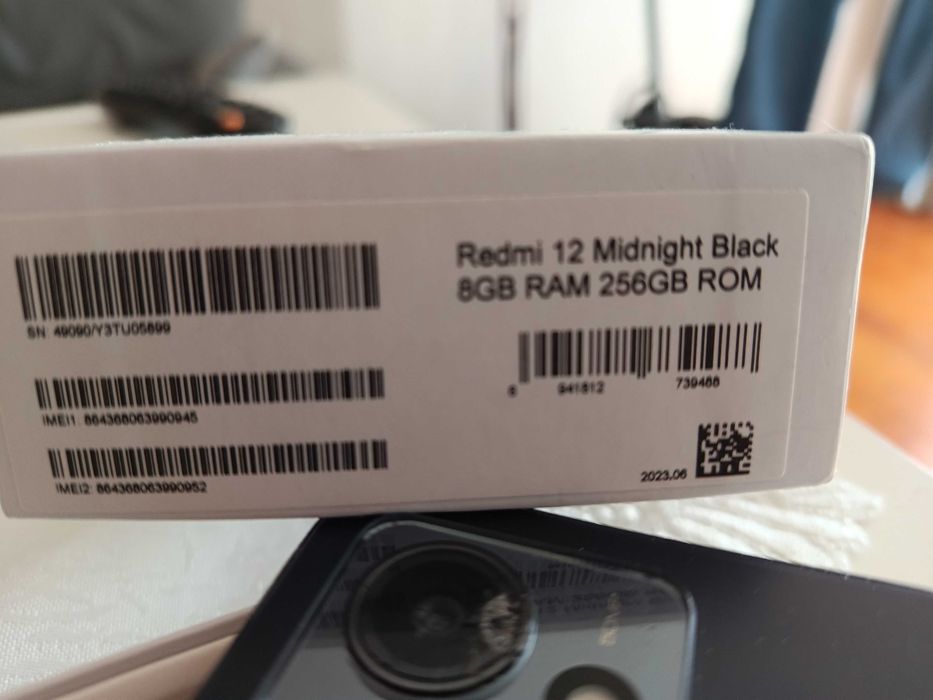 SN: 49090/Y3TU05899
IMEI1: 864368063990945
IMEI2: 864368063990952
Redmi 12 Midnight Black
8GB RAM 256GB ROM
6 941812 739488
2023.06